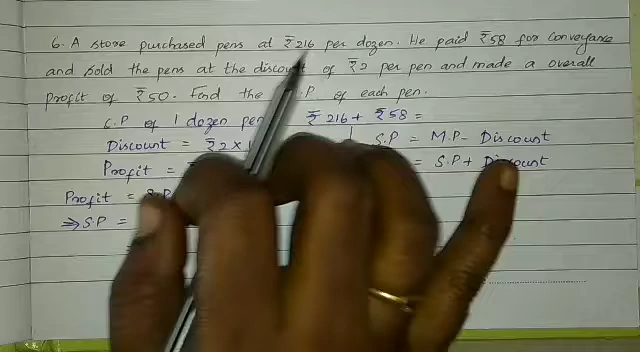 6. A store purchased pens at ₹216 per dozen. He paid ₹58 for conveyance
and sold the pens at the discount of ₹2 per pen and made a overall
profit of ₹50. Find the .P of each pen.
C.P of 1 dozen pen ₹216 + ₹58 =
Discount = ₹2 × 1 S.P = M.P - Discount
Profit = = S.P + Discount
Profit = S.P
⇒ S.P =